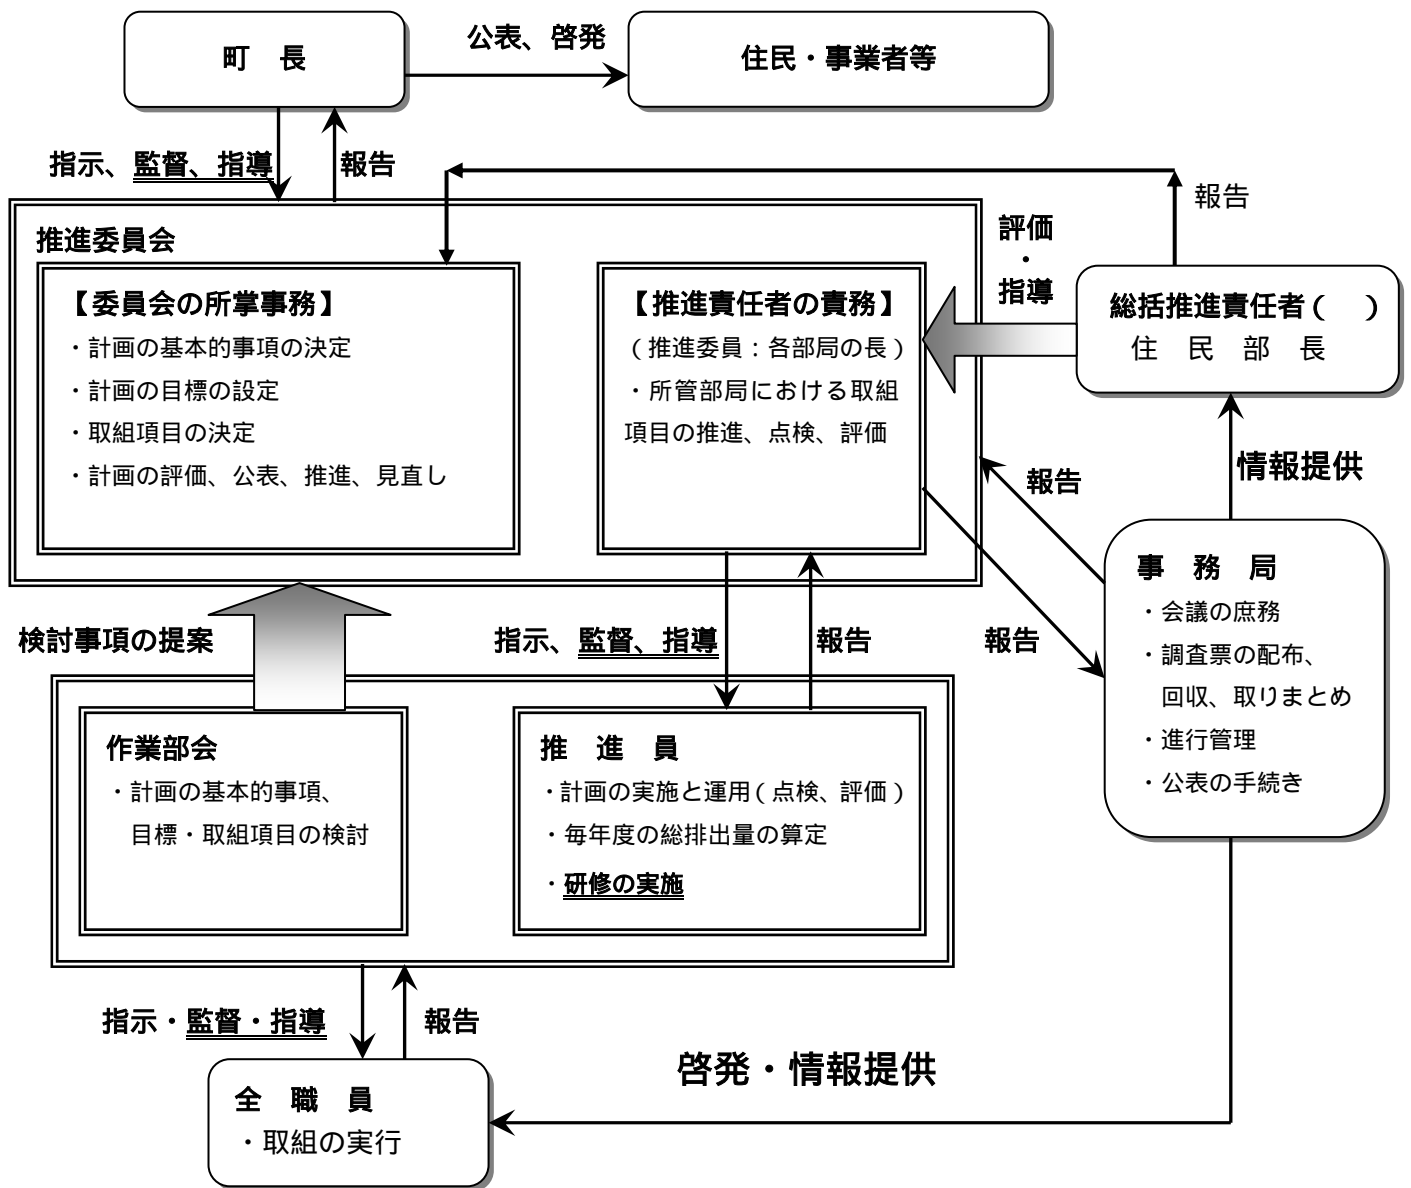 町　長
公表、啓発
住民・事業者等
指示、監督、指導
報告
報告
評価
・
指導
推進委員会
【委員会の所掌事務】
・計画の基本的事項の決定
・計画の目標の設定
・取組項目の決定
・計画の評価、公表、推進、見直し
【推進責任者の責務】
（推進委員：各部局の長）
・所管部局における取組
項目の推進、点検、評価
総括推進責任者（　）
住　民　部　長
情報提供
報告
事　務　局
・会議の庶務
・調査票の配布、
回収、取りまとめ
・進行管理
・公表の手続き
検討事項の提案
指示、監督、指導
報告
報告
作業部会
・計画の基本的事項、
目標・取組項目の検討
推　進　員
・計画の実施と運用（点検、評価）
・毎年度の総排出量の算定
・研修の実施
指示・監督・指導
報告
啓発・情報提供
全　職　員
・取組の実行